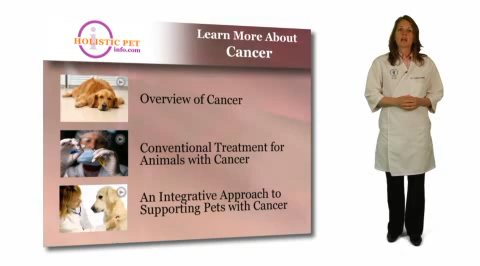 HOLISTIC PET
info.com
Learn More About
Cancer
Overview of Cancer
Conventional Treatment for
Animals with Cancer
An Integrative Approach to
Supporting Pets with Cancer